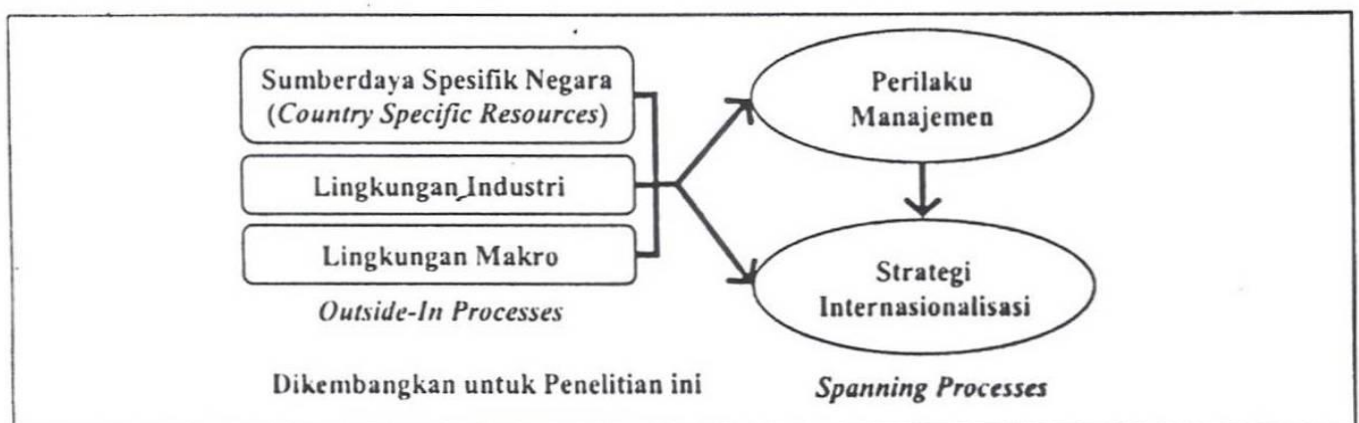 Sumberdaya Spesifik Negara
(Country Specific Resources)
Lingkungan Industri
Lingkungan Makro
Outside-In Processes
Perilaku
Manajemen
Strategi
Internasionalisasi
Dikembangkan untuk Penelitian ini
Spanning Processes